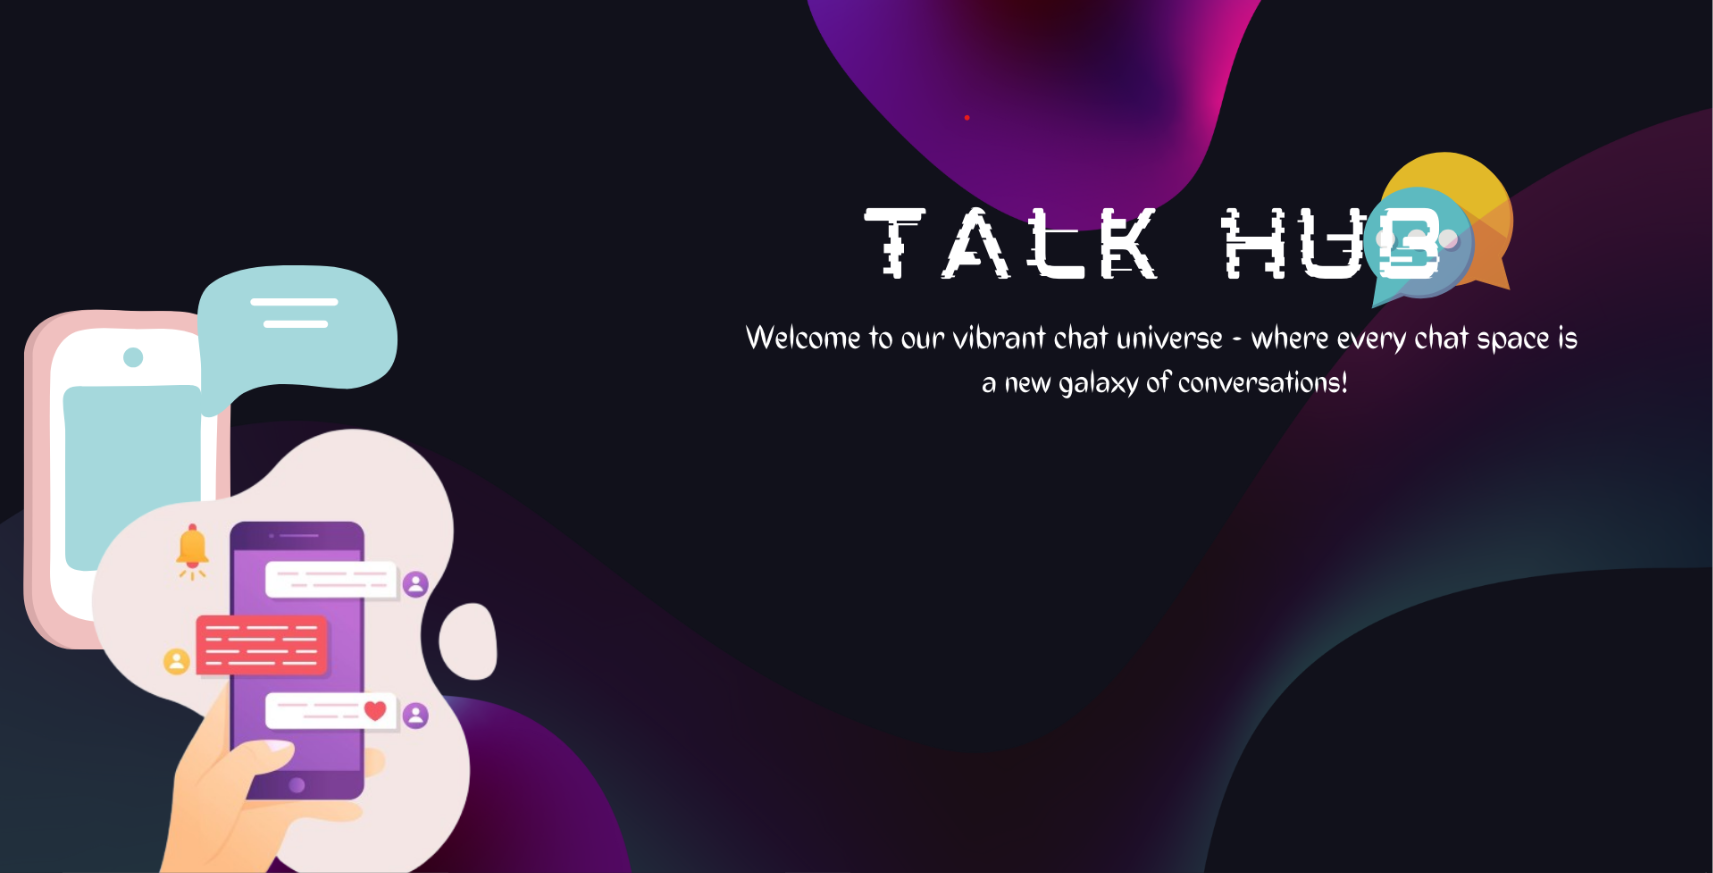 TALK HUB
Welcome to our vibrant chat universe - where every chat space is
a new galaxy of conversations!